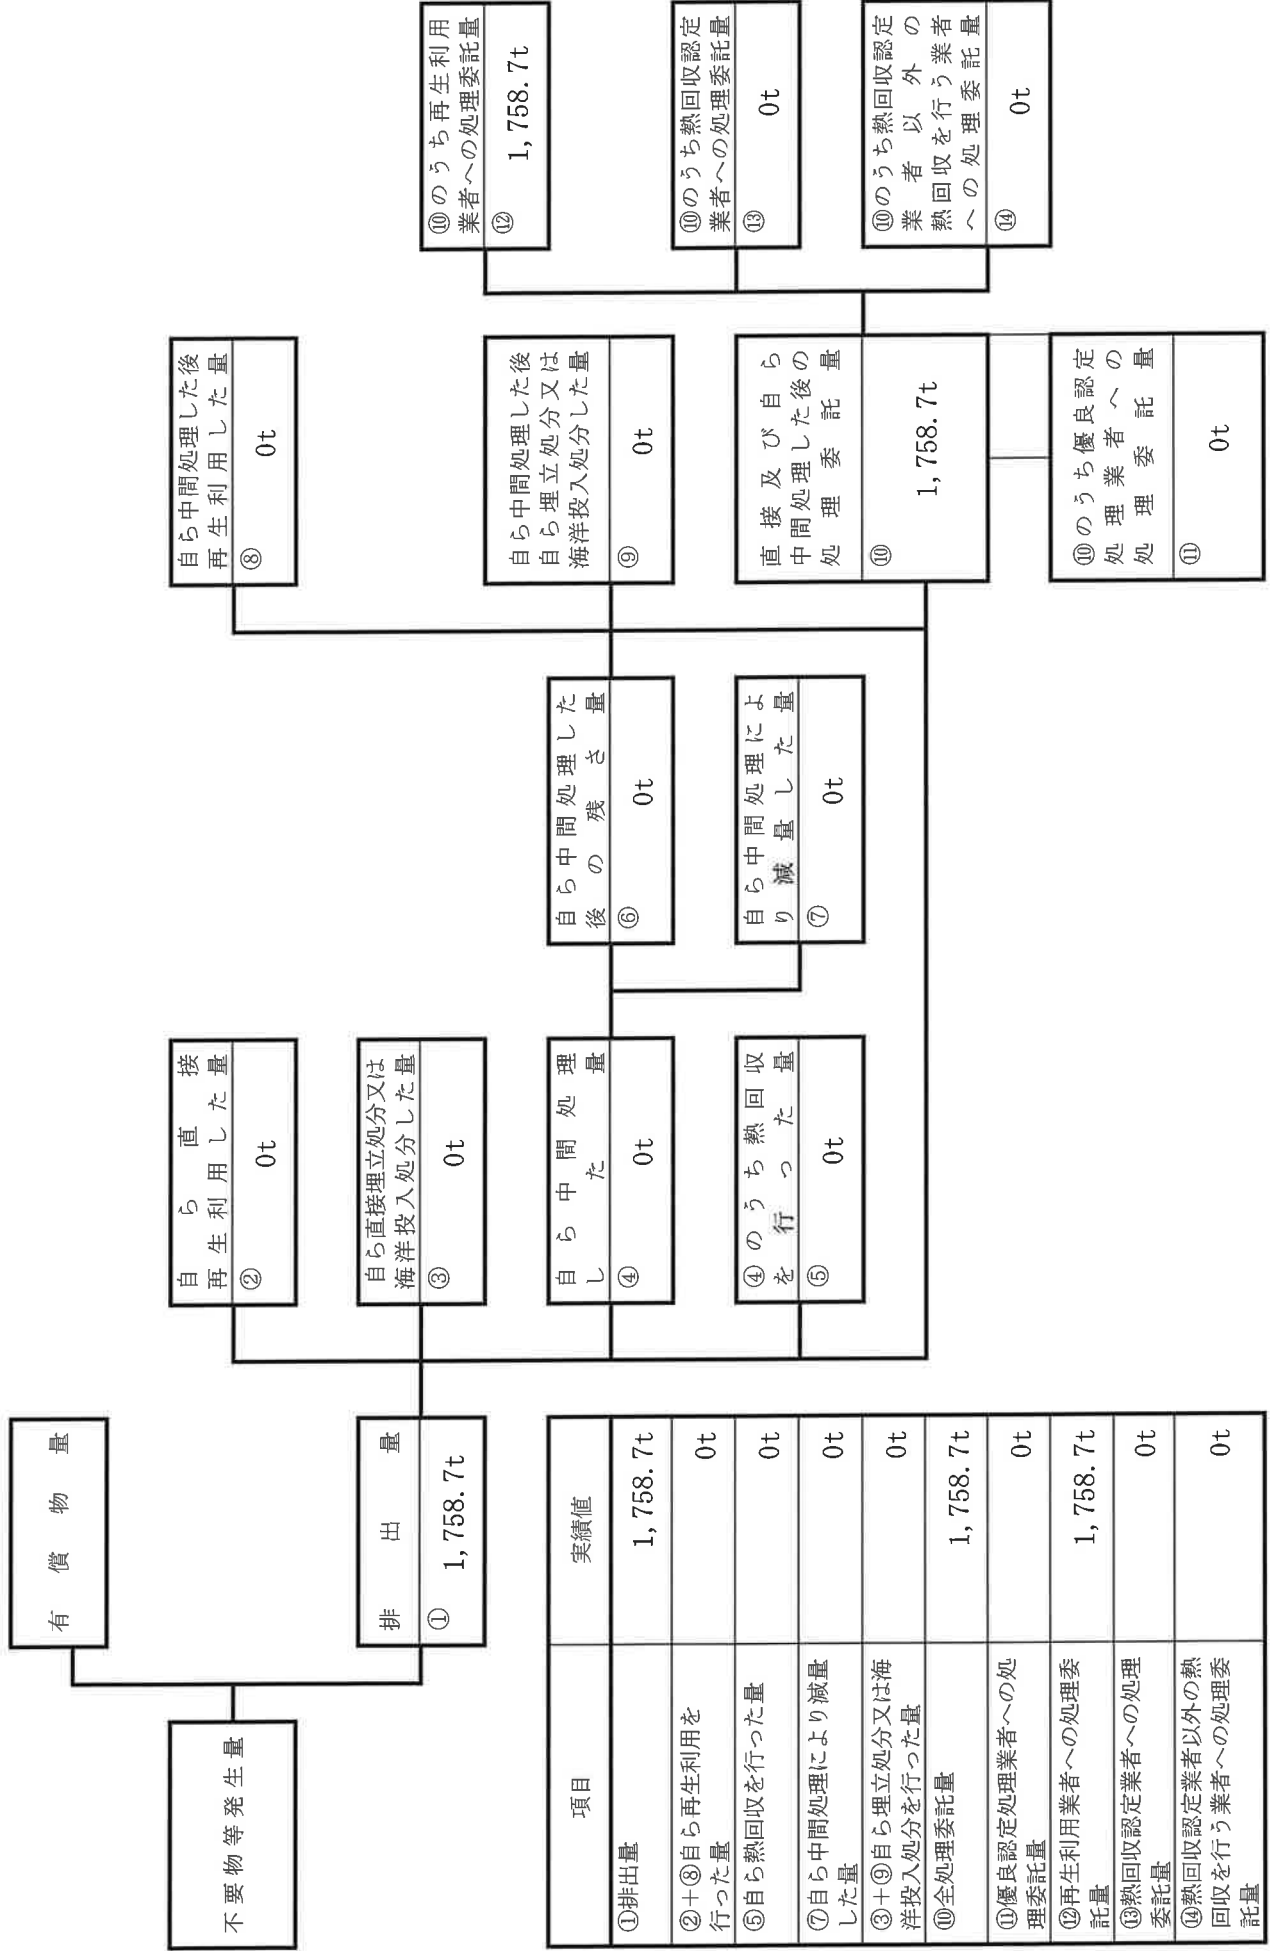 不要物等発生量
有償物量
排出量
① 1,758.7t
自ら直接
再生利用した量
② 0t
自ら直接埋立処分又は
海洋投入処分した量
③ 0t
自ら中間処理
した量
④ 0t
④のうち熱回収
を行った量
⑤ 0t
自ら中間処理した
後の残さ量
⑥ 0t
自ら中間処理によ
り減量した量
⑦ 0t
自ら中間処理した後
再生利用した量
⑧ 0t
自ら中間処理した後
自ら埋立処分又は
海洋投入処分した量
⑨ 0t
直接及び自ら
中間処理した後の
処理委託量
⑩ 1,758.7t
⑩のうち優良認定
処理業者への
処理委託量
⑪ 0t
⑩のうち再生利用
業者への処理委託量
⑫ 1,758.7t
⑩のうち熱回収認定
業者への処理委託量
⑬ 0t
⑩のうち熱回収認定
業者以外の
熱回収を行う業者
への処理委託量
⑭ 0t
項目 実績値
①排出量 1,758.7t
②+⑧自ら再生利用を
行った量 0t
⑤自ら熱回収を行った量 0t
⑦自ら中間処理により減量
した量 0t
③+⑨自ら埋立処分又は海
洋投入処分を行った量 0t
⑩全処理委託量 1,758.7t
⑪優良認定処理業者への処
理委託量 0t
⑫再生利用業者への処理委
託量 1,758.7t
⑬熱回収認定業者への処理
委託量 0t
⑭熱回収認定業者以外の熱
回収を行う業者への処理委
託量 0t